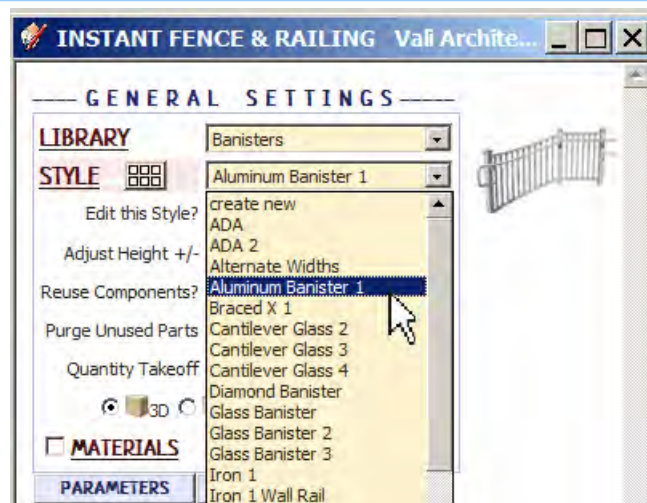 INSTANT FENCE & RAILING Vali Archite...
GENERAL SETTINGS
LIBRARY Banisters
STYLE Aluminum Banister 1
Edit this Style?
Adjust Height +/-
Reuse Components?
Purge Unused Parts
Quantity Takeoff
3D
MATERIALS
PARAMETERS
create new
ADA
ADA 2
Alternate Widths
Aluminum Banister 1
Braced X 1
Cantilever Glass 2
Cantilever Glass 3
Cantilever Glass 4
Diamond Banister
Glass Banister
Glass Banister 2
Glass Banister 3
Iron 1
Iron 1 Wall Rail